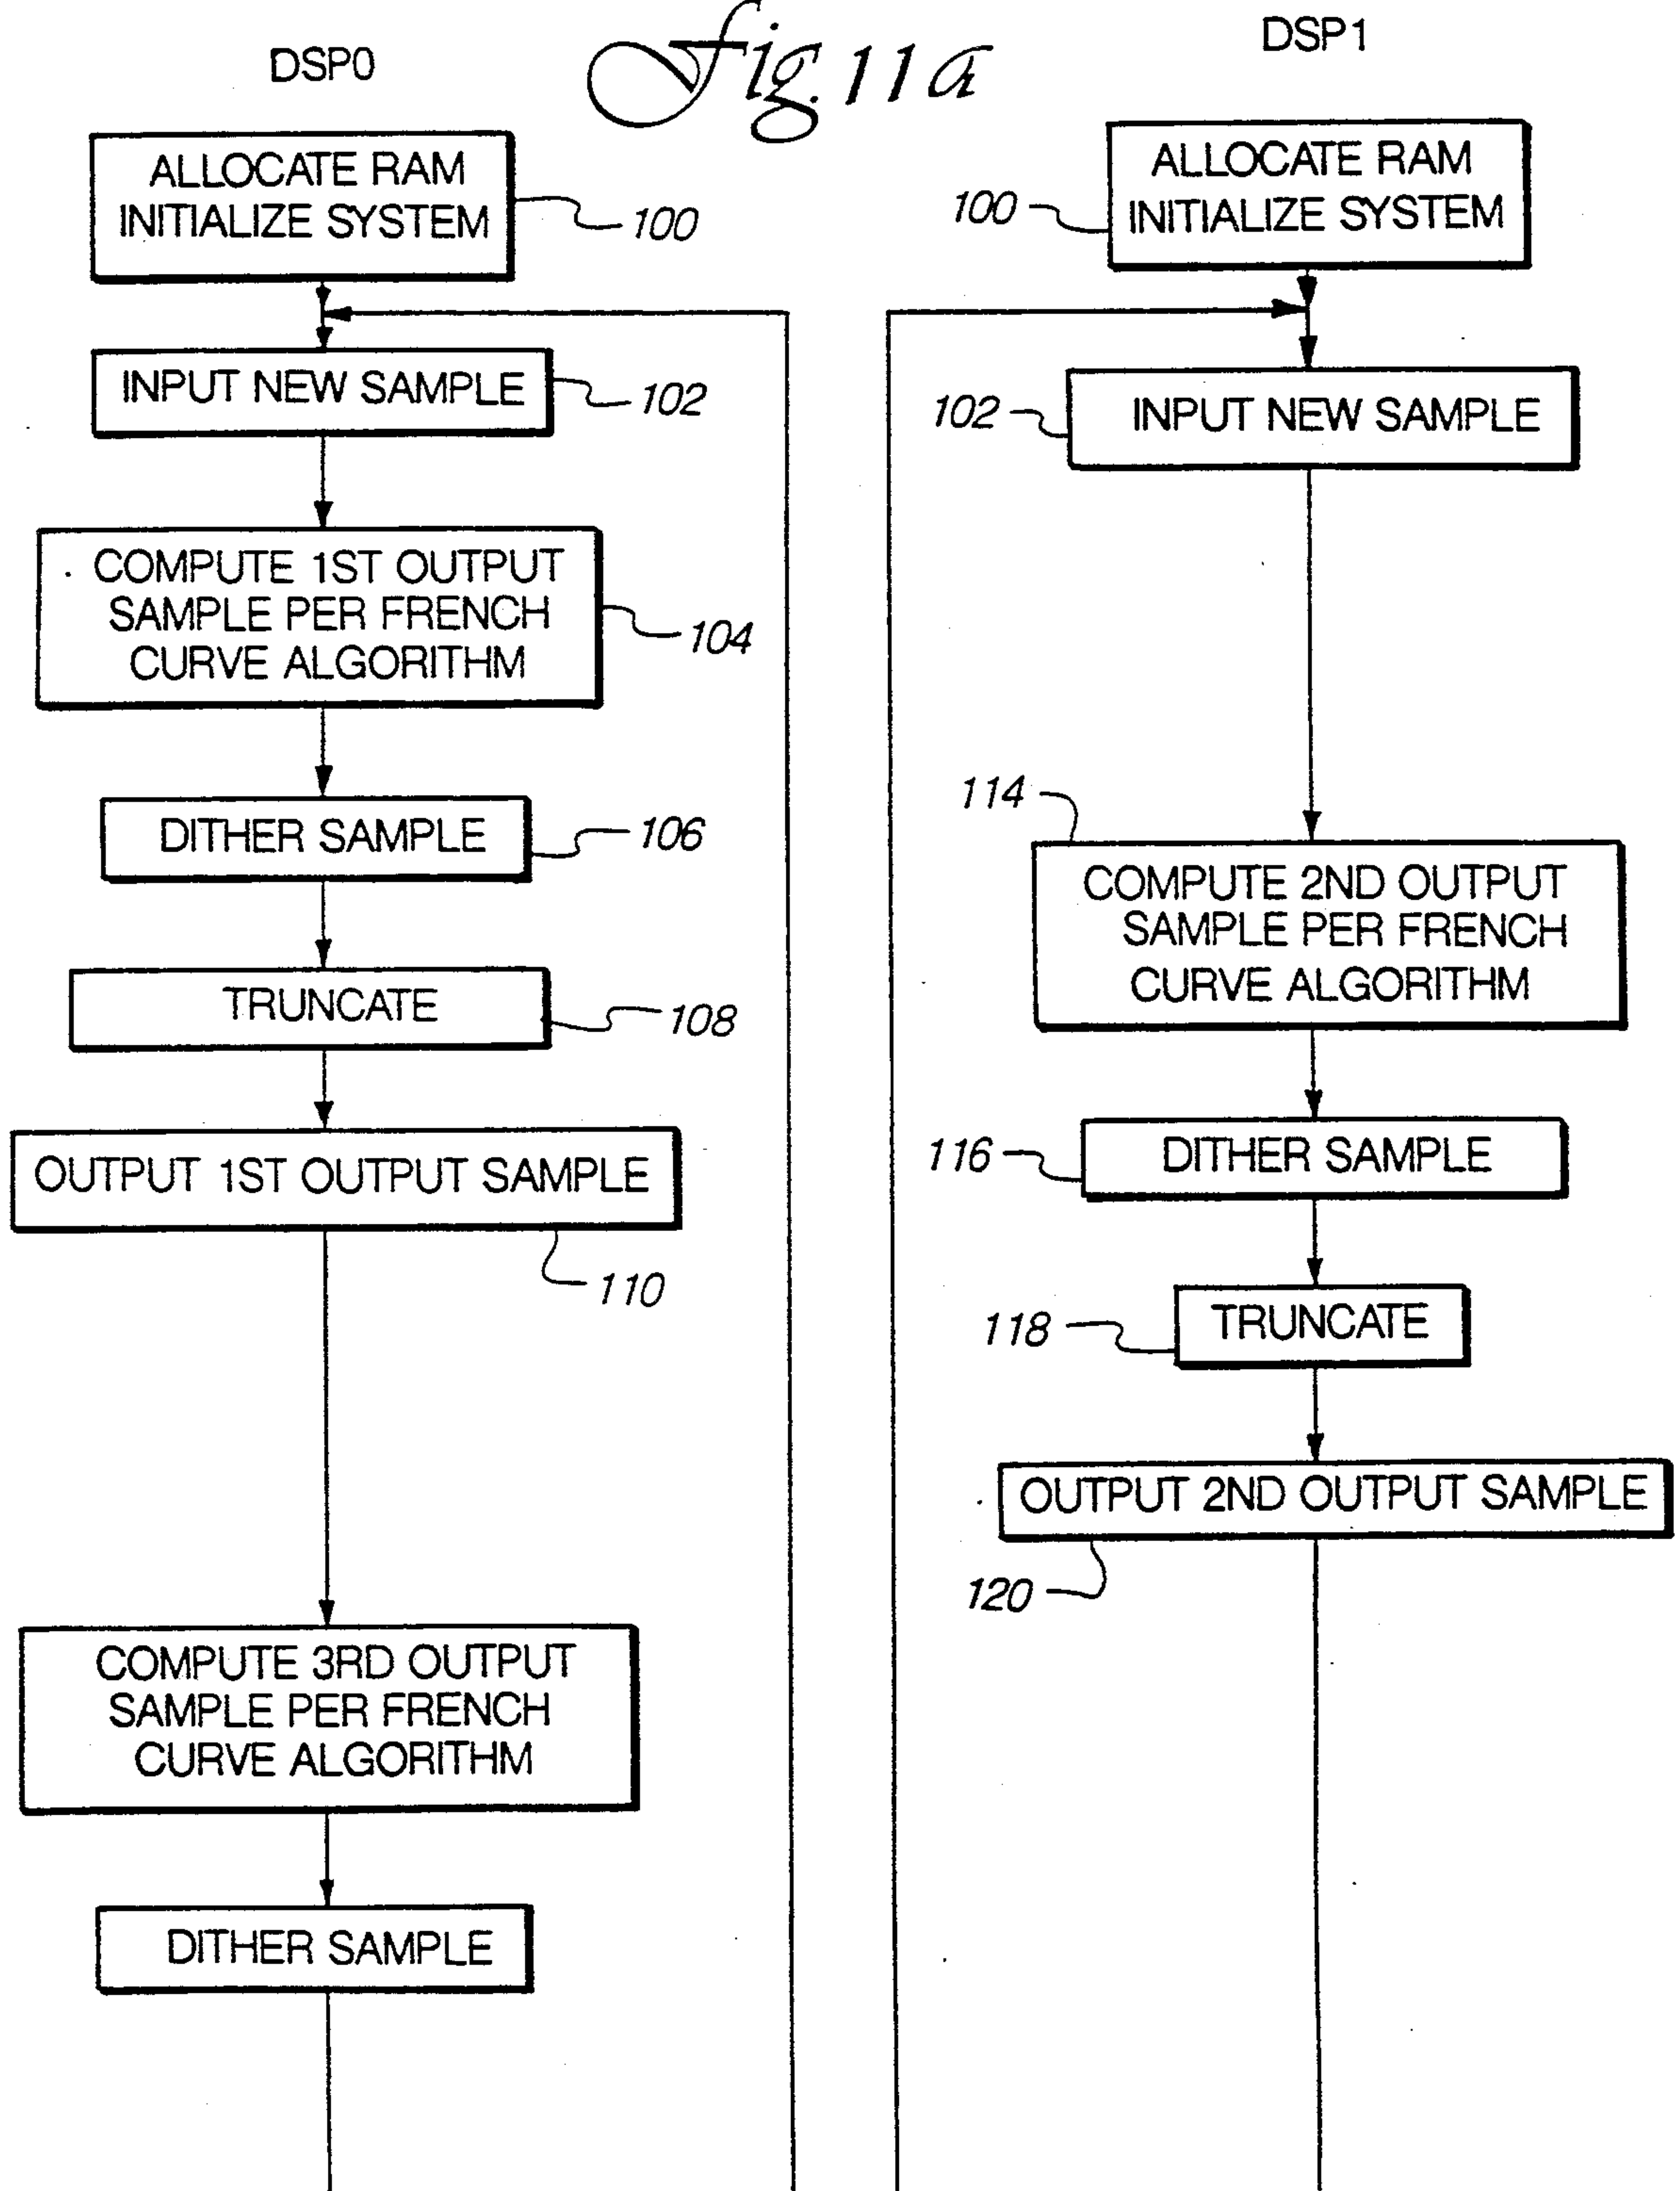 Fig. 11a
DSP0
ALLOCATE RAM
INITIALIZE SYSTEM
100
INPUT NEW SAMPLE
102
COMPUTE 1ST OUTPUT
SAMPLE PER FRENCH
CURVE ALGORITHM
104
DITHER SAMPLE
106
TRUNCATE
108
OUTPUT 1ST OUTPUT SAMPLE
110
COMPUTE 3RD OUTPUT
SAMPLE PER FRENCH
CURVE ALGORITHM
DITHER SAMPLE
DSP1
ALLOCATE RAM
INITIALIZE SYSTEM
100
INPUT NEW SAMPLE
102
114
COMPUTE 2ND OUTPUT
SAMPLE PER FRENCH
CURVE ALGORITHM
116
DITHER SAMPLE
118
TRUNCATE
OUTPUT 2ND OUTPUT SAMPLE
120